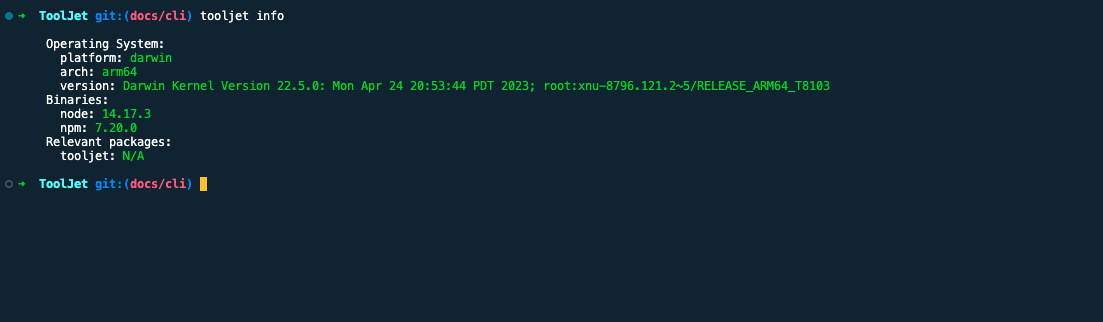 ➜ ToolJet git:(docs/cli) tooljet info
Operating System:
platform: darwin
arch: arm64
version: Darwin Kernel Version 22.5.0: Mon Apr 24 20:53:44 PDT 2023; root:xnu-8796.121.2~5/RELEASE_ARM64_T8103
Binaries:
node: 14.17.3
npm: 7.20.0
Relevant packages:
tooljet: N/A
➜ ToolJet git:(docs/cli)